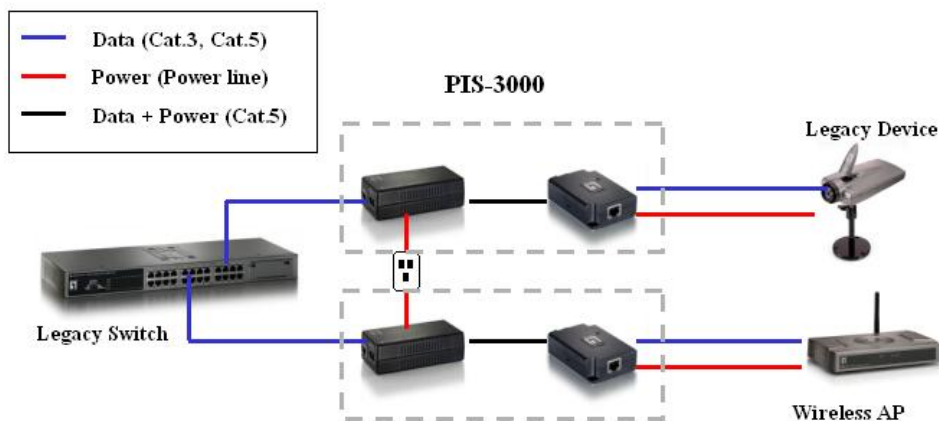 Data (Cat.3, Cat.5)
Power (Power line)
Data + Power (Cat.5)
PIS-3000
Legacy Device
Legacy Switch
Wireless AP